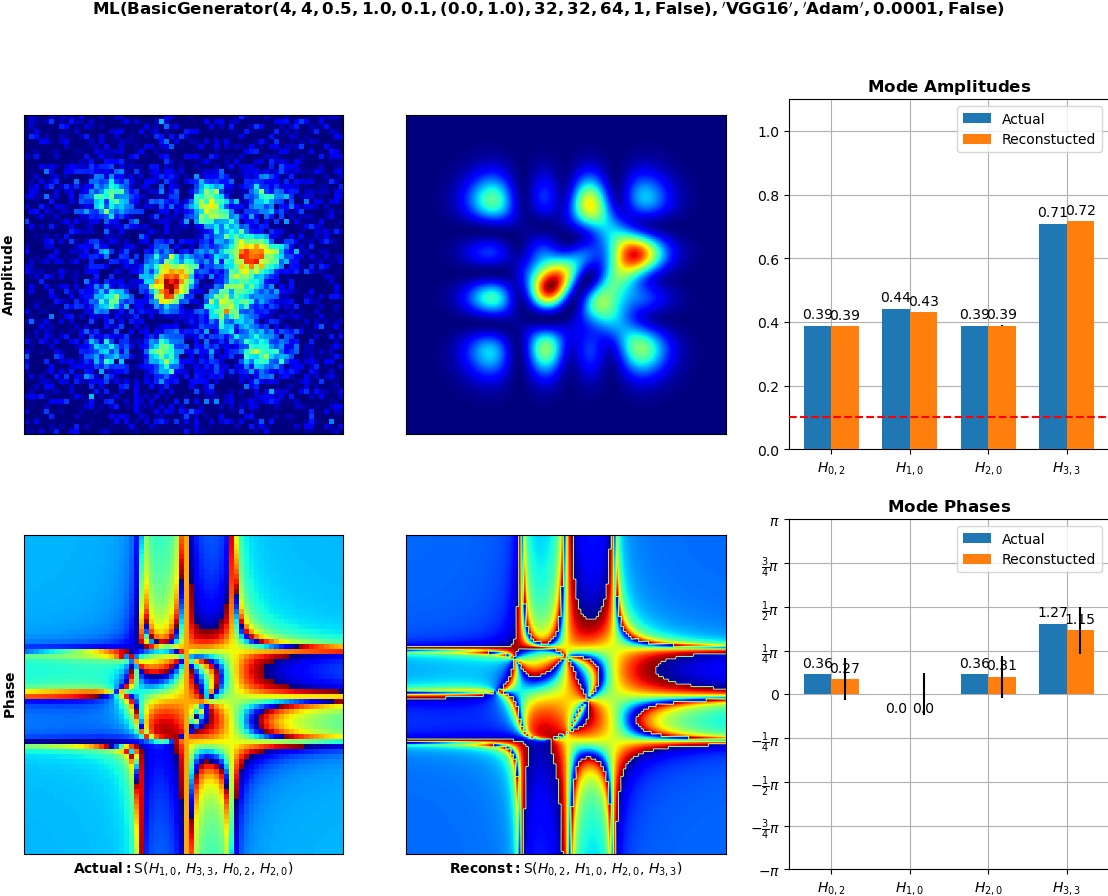 ML(BasicGenerator(4, 4, 0.5, 1.0, 0.1, (0.0, 1.0), 32, 32, 64, 1, False), ′VGG16′, ′Adam′, 0.0001, False)
Mode Amplitudes
Amplitude
Actual
Reconstucted
1.0
0.8
0.6
0.4
0.2
0.0
0.39 0.39
0.44 0.43
0.39 0.39
0.71 0.72
H0,2 H1,0 H2,0 H3,3
Mode Phases
Phase
Actual
Reconstucted
π
3/4 π
1/2 π
1/4 π
0
−1/4 π
−1/2 π
−3/4 π
−π
0.36 0.27
0.0 0.0
0.36 0.31
1.27 1.15
H0,2 H1,0 H2,0 H3,3
Actual: S(H1,0, H3,3, H0,2, H2,0)
Reconst: S(H0,2, H1,0, H2,0, H3,3)